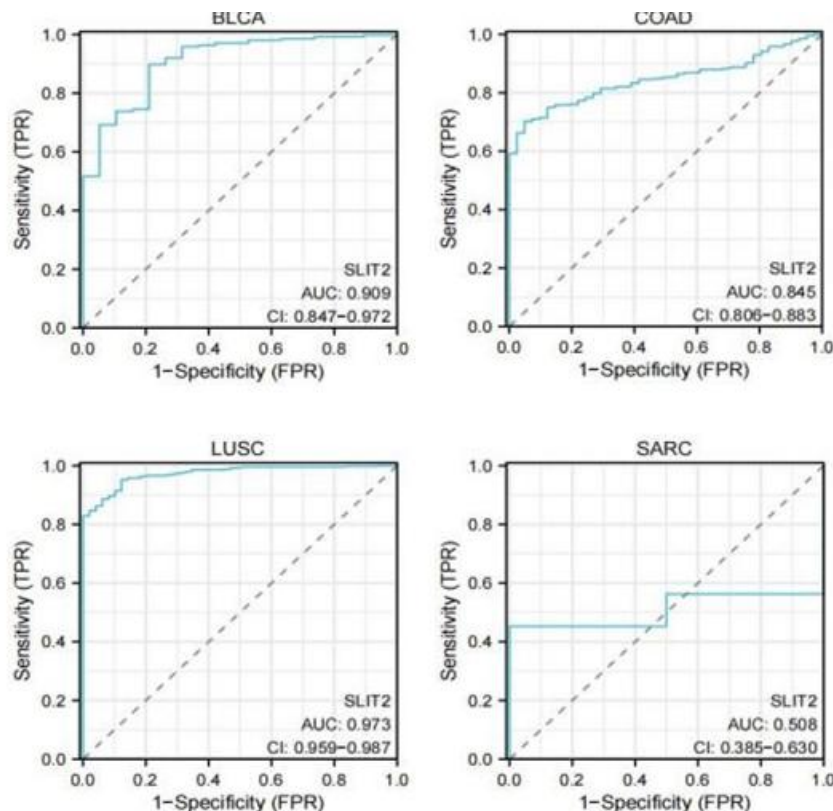 BLCA
Sensitivity (TPR)
1.0
0.8
0.6
0.4
0.2
0.0
SLIT2
AUC: 0.909
CI: 0.847−0.972
0.0 0.2 0.4 0.6 0.8 1.0
1−Specificity (FPR)
COAD
Sensitivity (TPR)
1.0
0.8
0.6
0.4
0.2
0.0
SLIT2
AUC: 0.845
CI: 0.806−0.883
0.0 0.2 0.4 0.6 0.8 1.0
1−Specificity (FPR)
LUSC
Sensitivity (TPR)
1.0
0.8
0.6
0.4
0.2
0.0
SLIT2
AUC: 0.973
CI: 0.959−0.987
0.0 0.2 0.4 0.6 0.8 1.0
1−Specificity (FPR)
SARC
Sensitivity (TPR)
1.0
0.8
0.6
0.4
0.2
0.0
SLIT2
AUC: 0.508
CI: 0.385−0.630
0.0 0.2 0.4 0.6 0.8 1.0
1−Specificity (FPR)